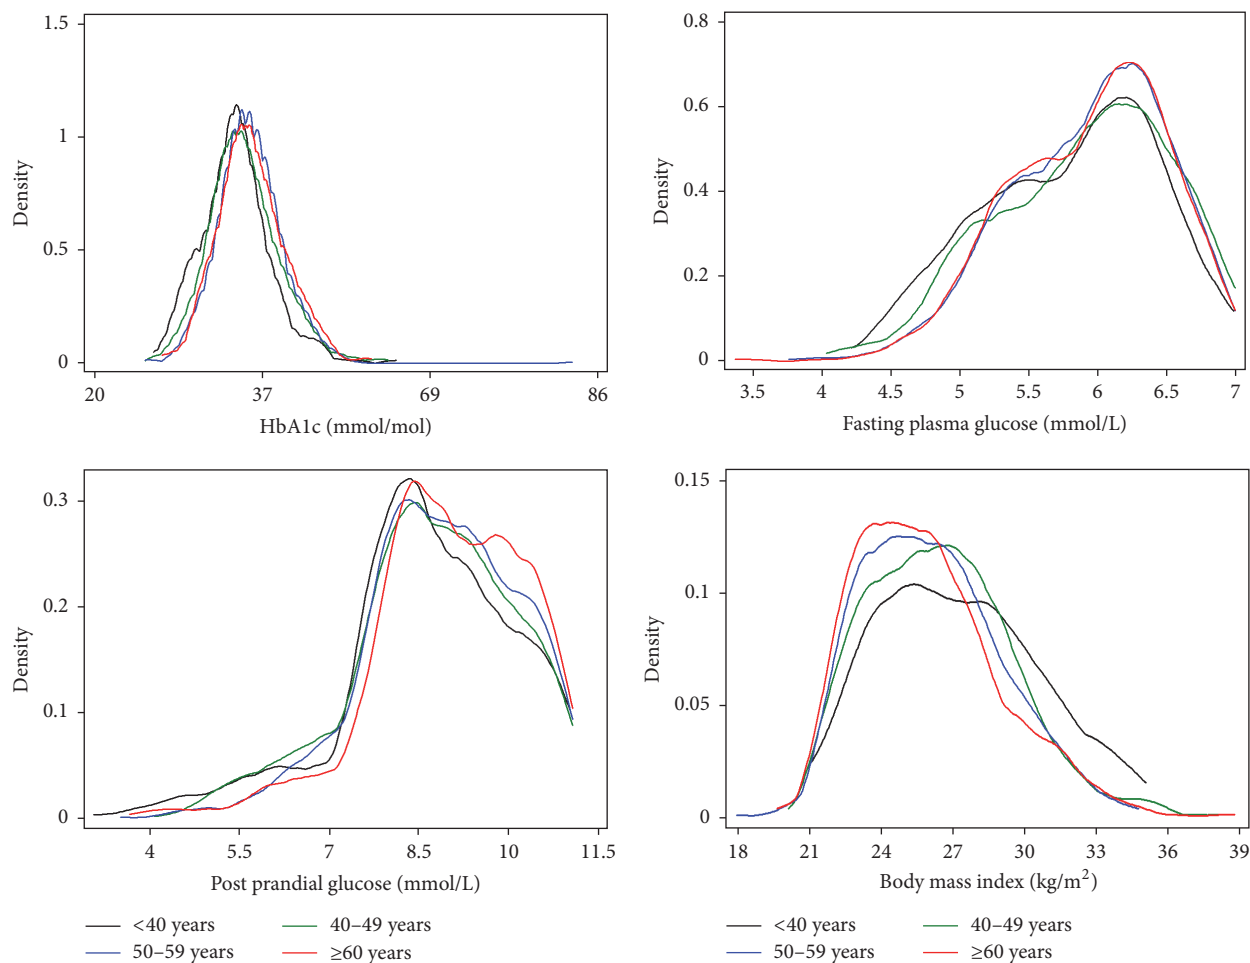 1.5
1
0.5
0
Density
20 37 69 86
HbA1c (mmol/mol)
0.8
0.6
0.4
0.2
0
Density
3.5 4 4.5 5 5.5 6 6.5 7
Fasting plasma glucose (mmol/L)
0.3
0.2
0.1
0
Density
4 5.5 7 8.5 10 11.5
Post prandial glucose (mmol/L)
0.15
0.1
0.05
0
Density
18 21 24 27 30 33 36 39
Body mass index (kg/m²)
<40 years 40–49 years
50–59 years ≥60 years
<40 years 40–49 years
50–59 years ≥60 years